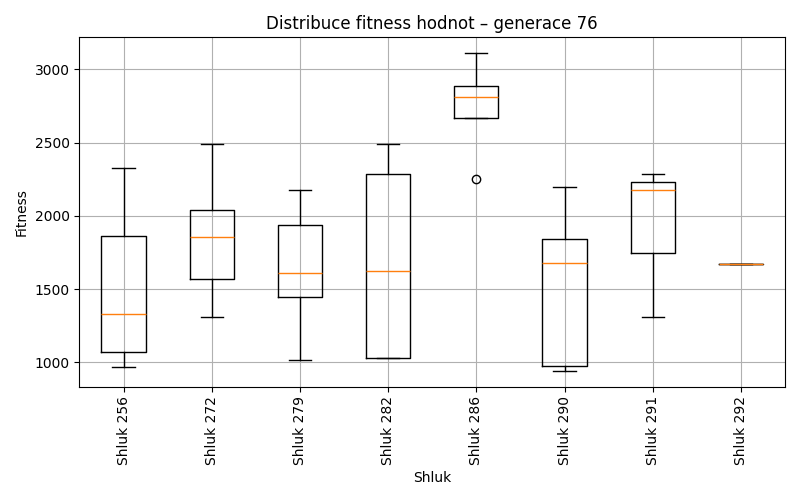 Distribuce fitness hodnot – generace 76
Fitness
3000
2500
2000
1500
1000
Shluk 256
Shluk 272
Shluk 279
Shluk 282
Shluk 286
Shluk 290
Shluk 291
Shluk 292
Shluk